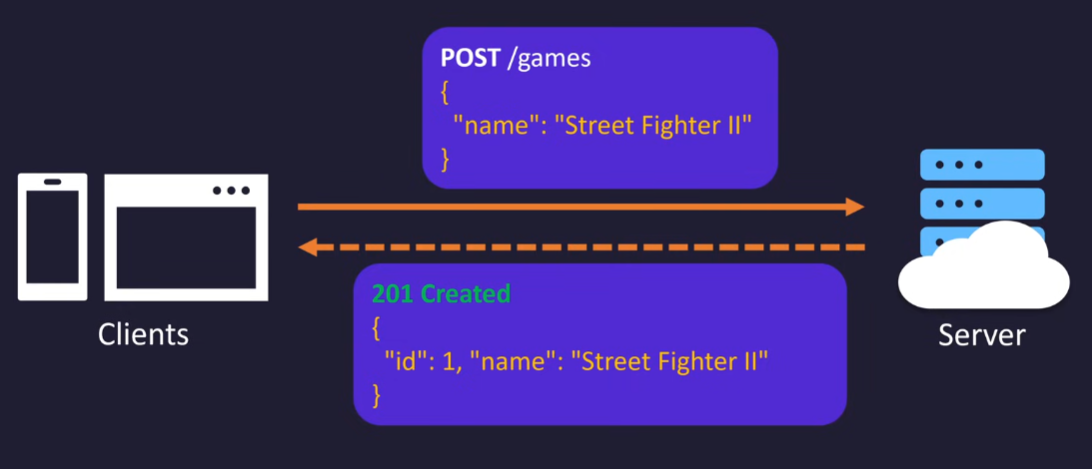 POST /games
{
"name": "Street Fighter II"
}
Clients
Server
201 Created
{
"id": 1, "name": "Street Fighter II"
}